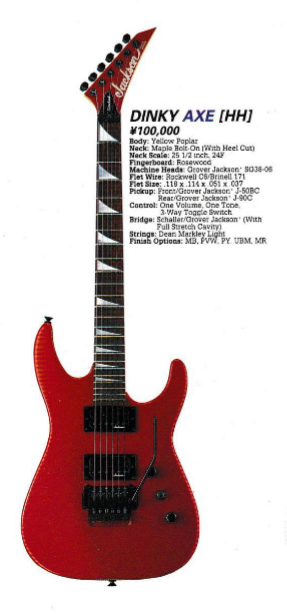 Jackson
DINKY AXE [HH]
¥100,000
Body: Yellow Poplar
Neck: Maple Bolt-On (With Heel Cut)
Neck Scale: 25 1/2 inch, 24F
Fingerboard: Rosewood
Machine Heads: Grover Jackson® SG38-06
Flet Wire: Rockwell C8/Brinell 171
Flet Size: .118 x .114 x .051 x .037
Pickup: Front/Grover Jackson® J-50BC
Rear/Grover Jackson® J-90C
Control: One Volume, One Tone,
3-Way Toggle Switch
Bridge: Schaller/Grover Jackson® (With
Full Stretch Cavity)
Strings: Dean Markley Light
Finish Options: MB, PVW, PY, UBM, MR